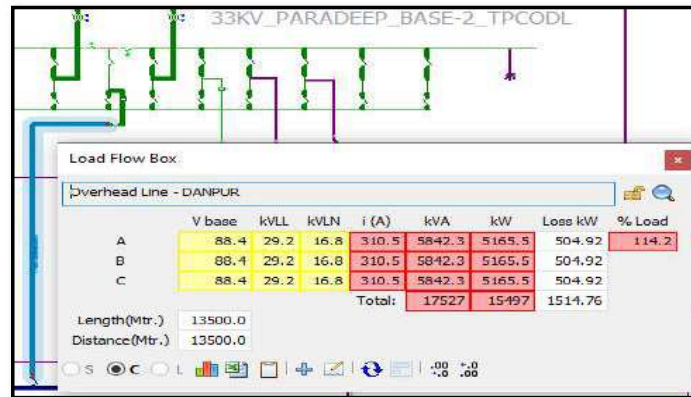 33KV_PARADEEP_BASE-2_TPCODL
Load Flow Box
Overhead Line - DANPUR
V base kVLL kVLN i (A) kVA kW Loss kW % Load
A 88.4 29.2 16.8 310.5 5842.3 5165.5 504.92 114.2
B 88.4 29.2 16.8 310.5 5842.3 5165.5 504.92
C 88.4 29.2 16.8 310.5 5842.3 5165.5 504.92
Total: 17527 15497 1514.76
Length(Mtr.) 13500.0
Distance(Mtr.) 13500.0
S C L .00 +.0